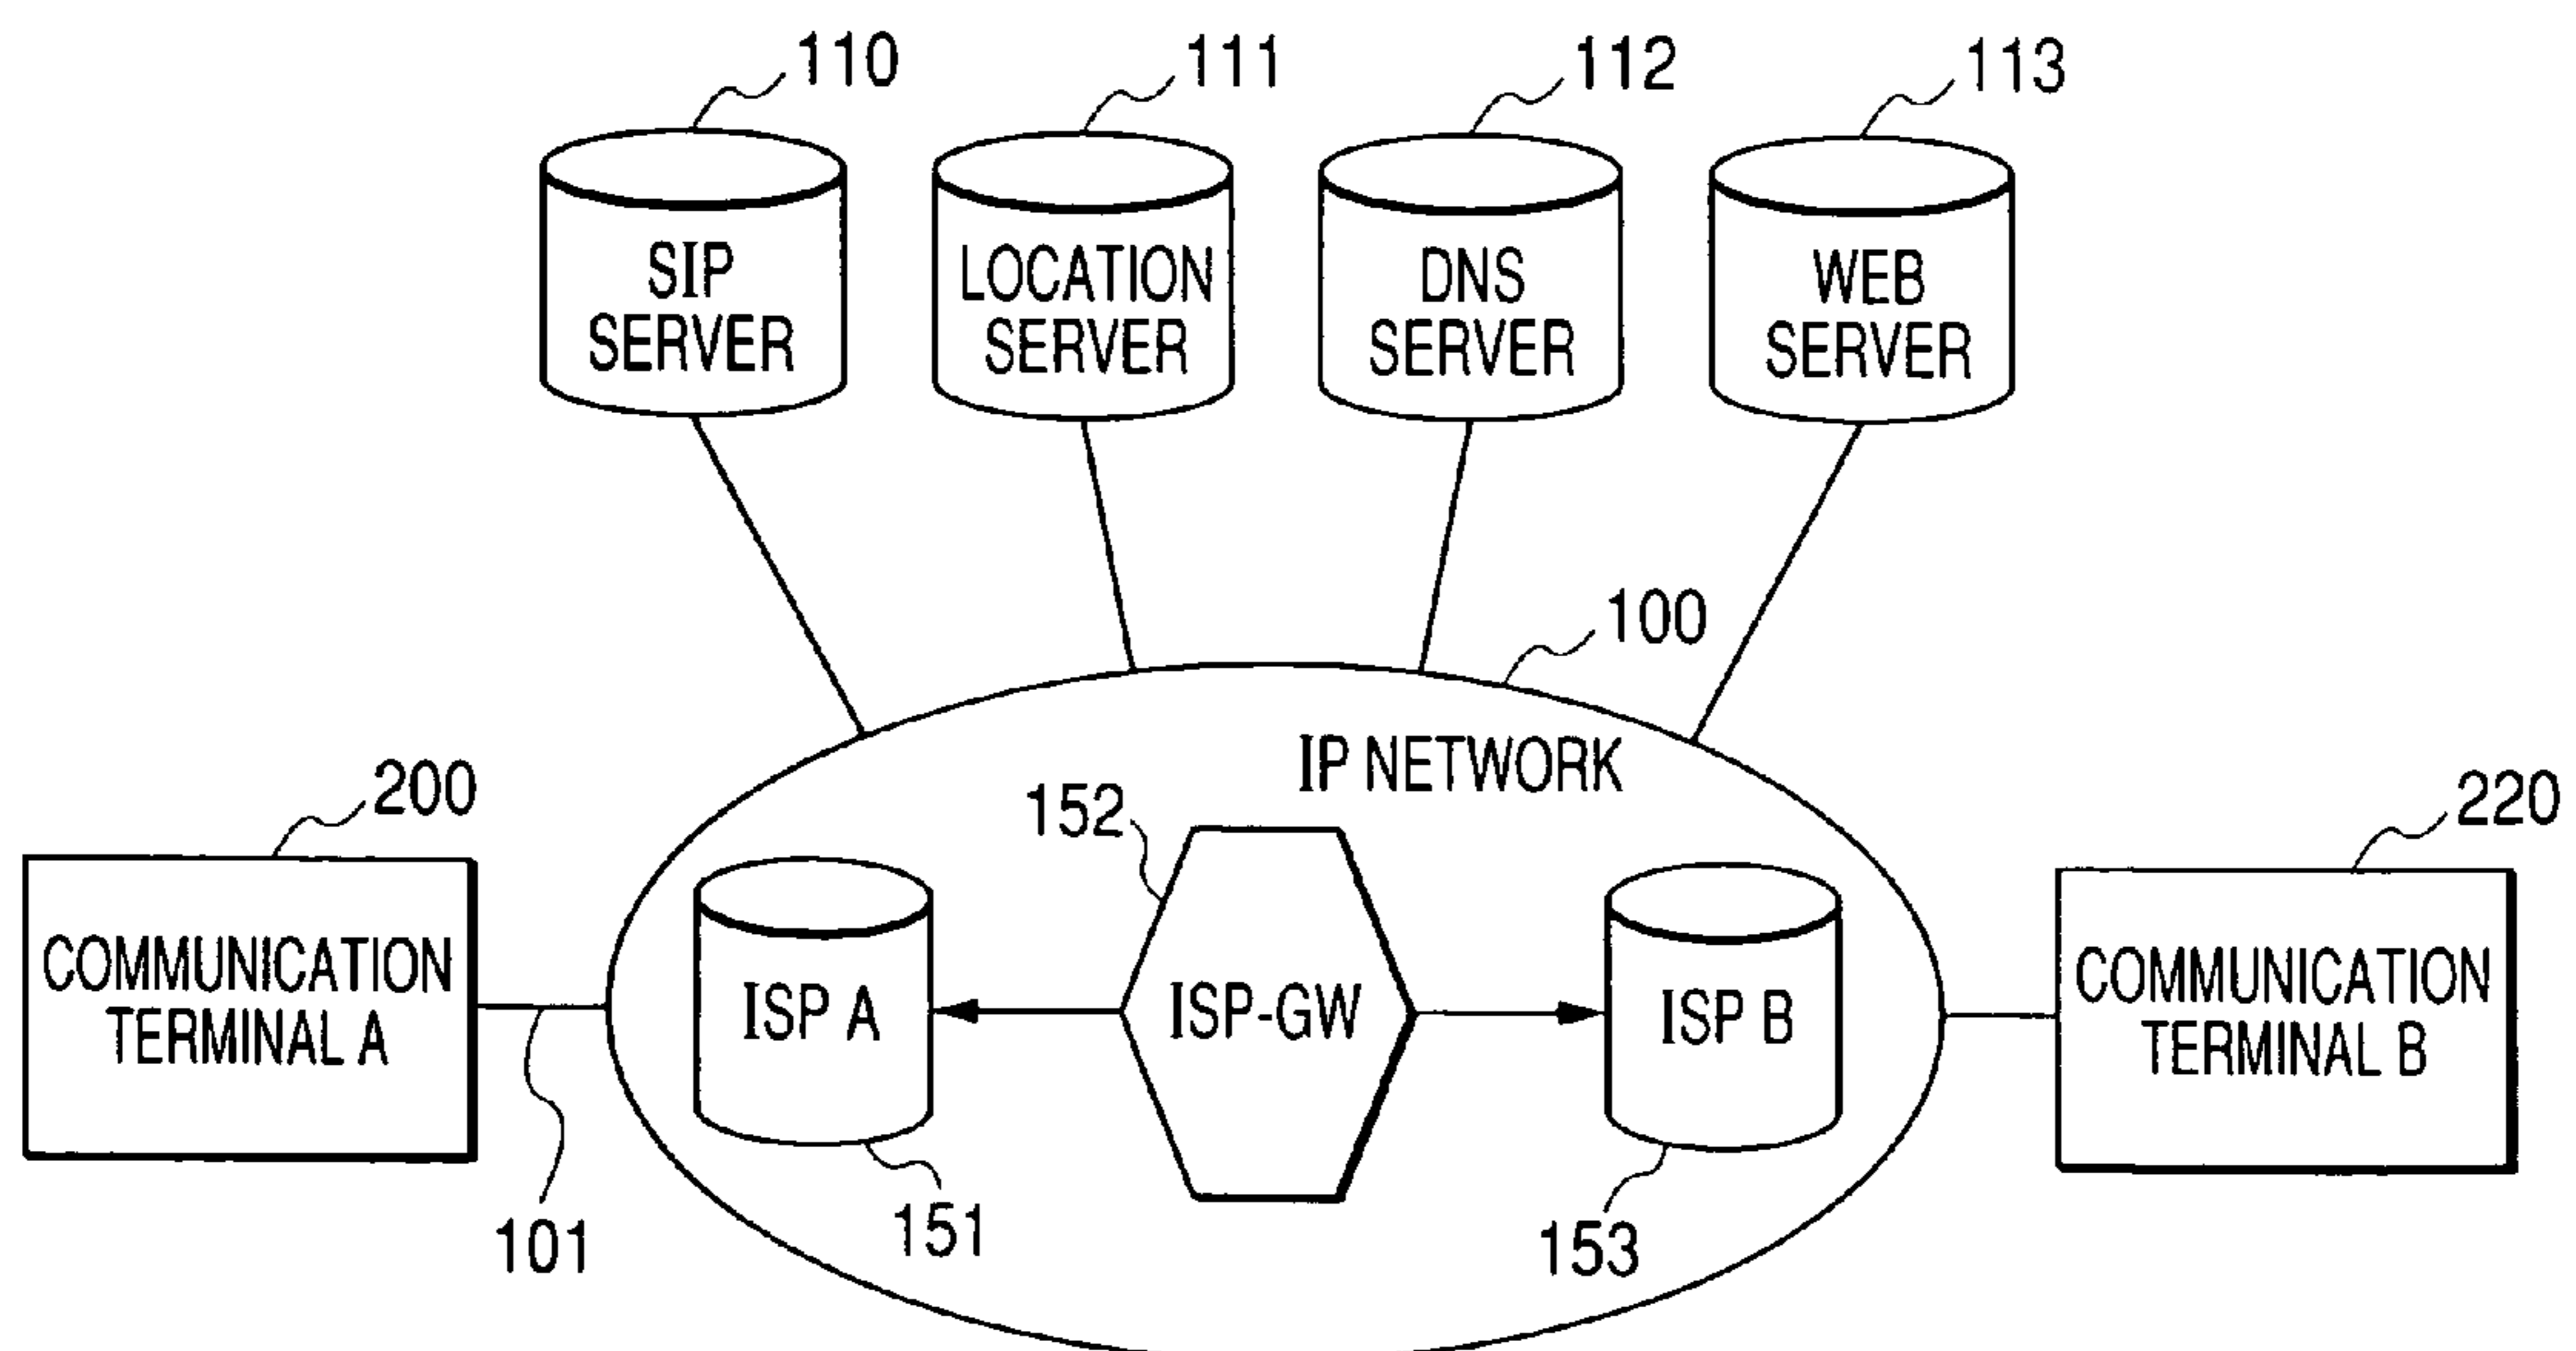 110
111
112
113
SIP
SERVER
LOCATION
SERVER
DNS
SERVER
WEB
SERVER
100
IP NETWORK
200
152
220
COMMUNICATION
TERMINAL A
ISP A
ISP-GW
ISP B
COMMUNICATION
TERMINAL B
101
151
153